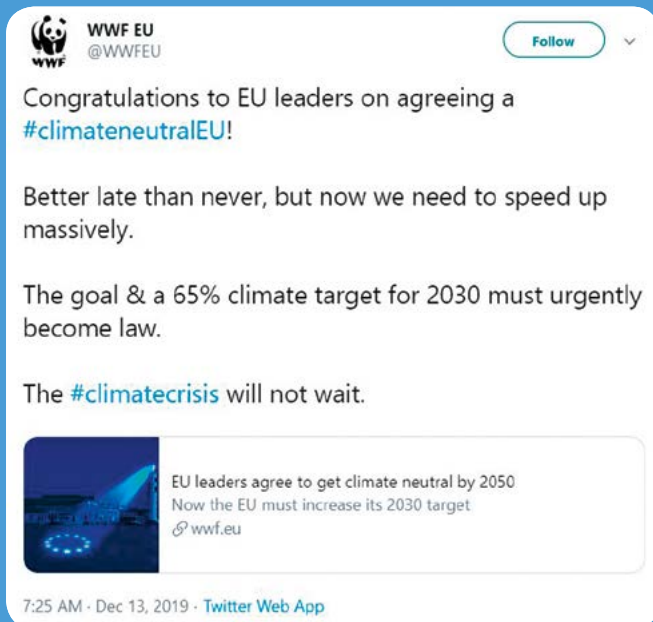 WWF
WWF EU
@WWFEU
Follow
Congratulations to EU leaders on agreeing a
#climateneutralEU!
Better late than never, but now we need to speed up
massively.
The goal & a 65% climate target for 2030 must urgently
become law.
The #climatecrisis will not wait.
EU leaders agree to get climate neutral by 2050
Now the EU must increase its 2030 target
wwf.eu
7:25 AM · Dec 13, 2019 · Twitter Web App